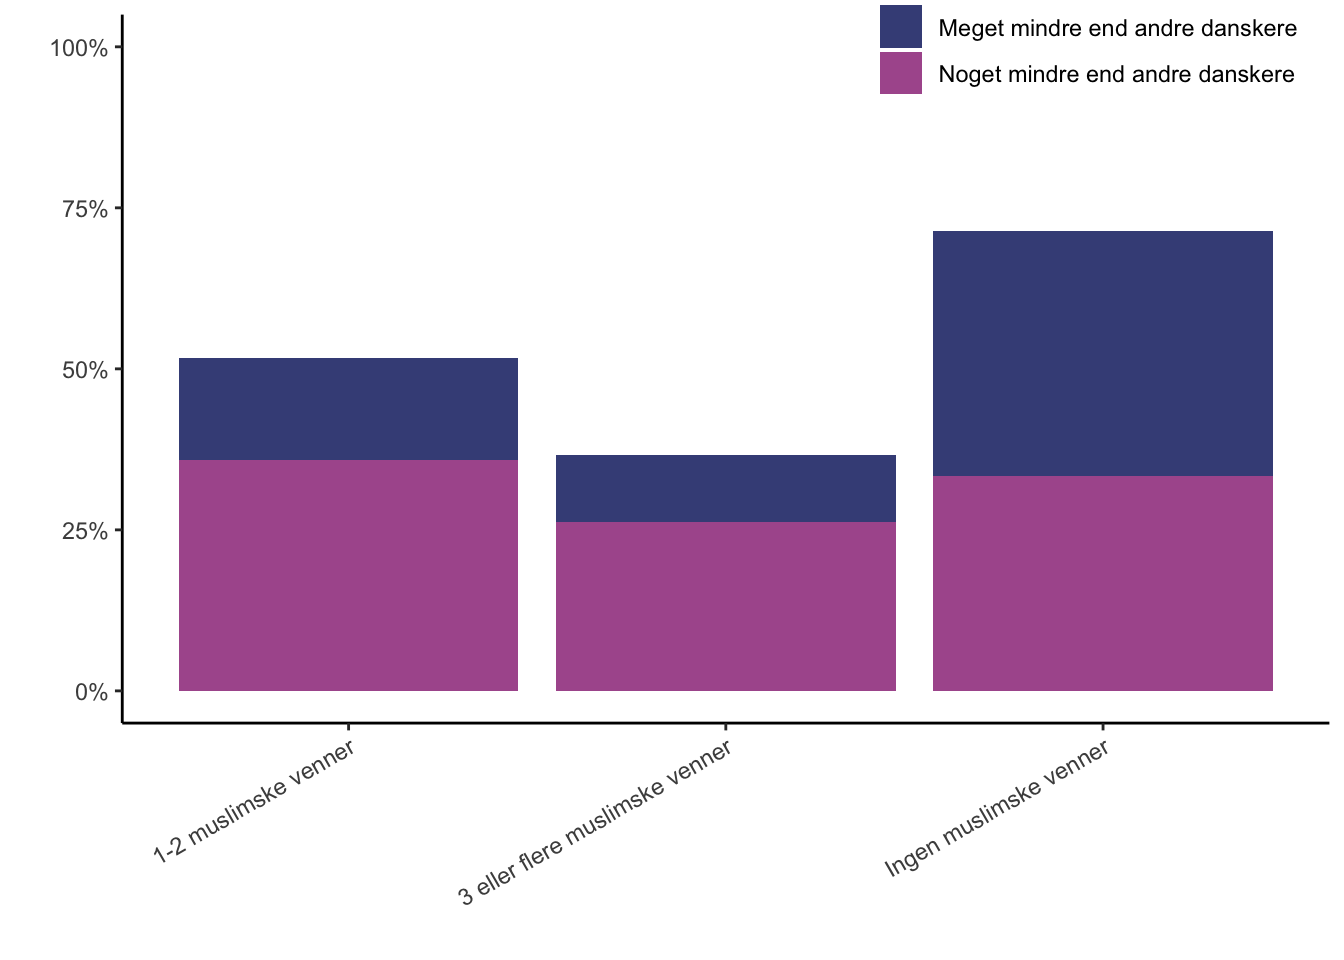 Meget mindre end andre danskere
Noget mindre end andre danskere
100%
75%
50%
25%
0%
1-2 muslimske venner
3 eller flere muslimske venner
Ingen muslimske venner